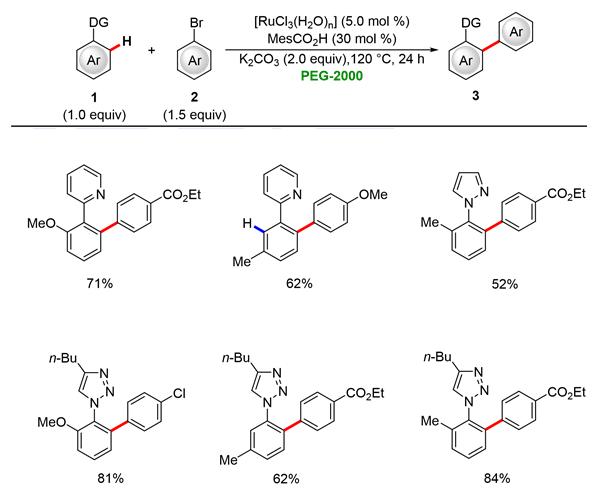 DG
H
Ar
+
Br
Ar
[RuCl3(H2O)n] (5.0 mol %)
MesCO2H (30 mol %)
K2CO3 (2.0 equiv),120 °C, 24 h
PEG-2000
DG
Ar
Ar
1
(1.0 equiv)
2
(1.5 equiv)
3
N
CO2Et
MeO
71%
N
OMe
H
Me
62%
N
N
CO2Et
Me
52%
n-Bu
N
N
N
Cl
MeO
81%
n-Bu
N
N
N
CO2Et
Me
62%
n-Bu
N
N
N
CO2Et
Me
84%